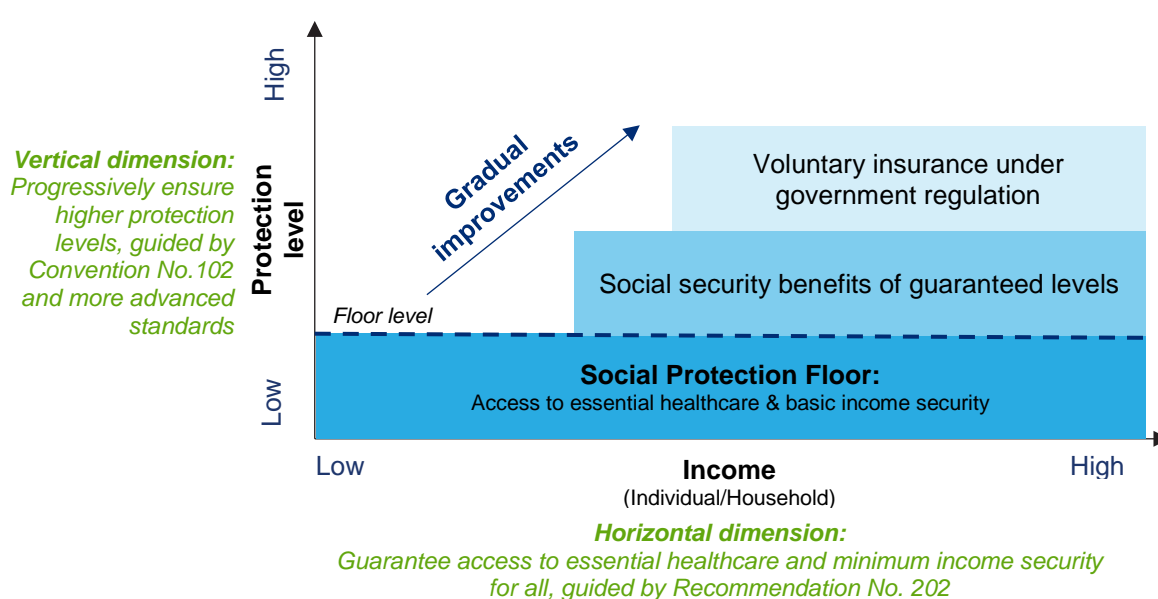 High
Vertical dimension:
Progressively ensure
higher protection
levels, guided by
Convention No.102
and more advanced
standards
Protection
level
Low
Gradual
improvements
Voluntary insurance under
government regulation
Social security benefits of guaranteed levels
Floor level
Social Protection Floor:
Access to essential healthcare & basic income security
Low
Income
High
(Individual/Household)
Horizontal dimension:
Guarantee access to essential healthcare and minimum income security
for all, guided by Recommendation No. 202